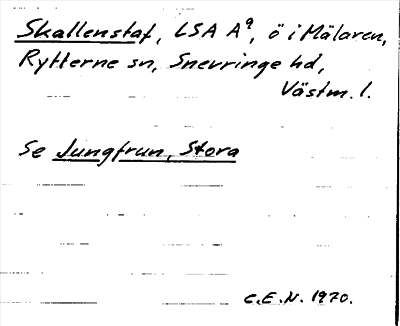 Skallenstaf, LSA A9, ö i Mälaren,
Rytterne sn, Snevringe hd,
Västm. l.
Se Jungfrun, Stora
C.E.N. 1970.